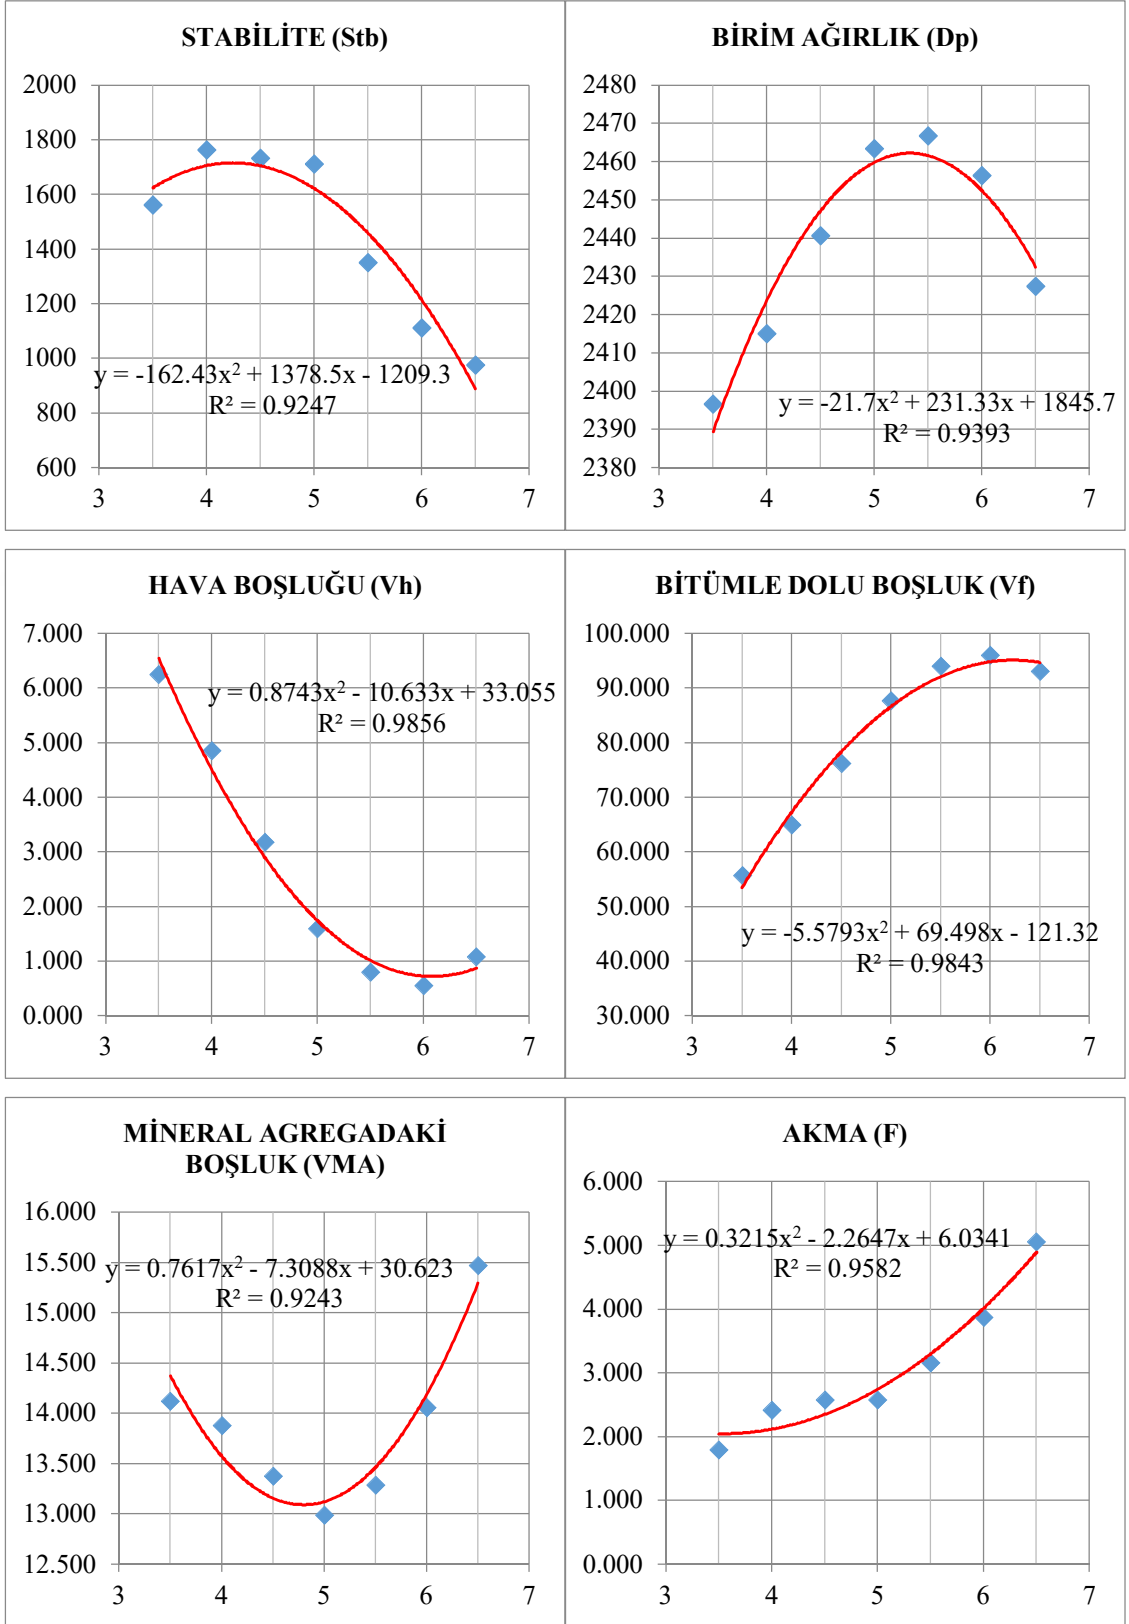 STABİLİTE (Stb)
2000
1800
1600
1400
1200
1000
800
600
y = -162.43x² + 1378.5x - 1209.3
R² = 0.9247
3 4 5 6 7
BİRİM AĞIRLIK (Dp)
2480
2470
2460
2450
2440
2430
2420
2410
2400
2390
2380
y = -21.7x² + 231.33x + 1845.7
R² = 0.9393
3 4 5 6 7
HAVA BOŞLUĞU (Vh)
7.000
6.000
5.000
4.000
3.000
2.000
1.000
0.000
y = 0.8743x² - 10.633x + 33.055
R² = 0.9856
3 4 5 6 7
BİTÜMLE DOLU BOŞLUK (Vf)
100.000
90.000
80.000
70.000
60.000
50.000
40.000
30.000
y = -5.5793x² + 69.498x - 121.32
R² = 0.9843
3 4 5 6 7
MİNERAL AGREGADAKİ
BOŞLUK (VMA)
16.000
15.500
15.000
14.500
14.000
13.500
13.000
12.500
y = 0.7617x² - 7.3088x + 30.623
R² = 0.9243
3 4 5 6 7
AKMA (F)
6.000
5.000
4.000
3.000
2.000
1.000
0.000
y = 0.3215x² - 2.2647x + 6.0341
R² = 0.9582
3 4 5 6 7